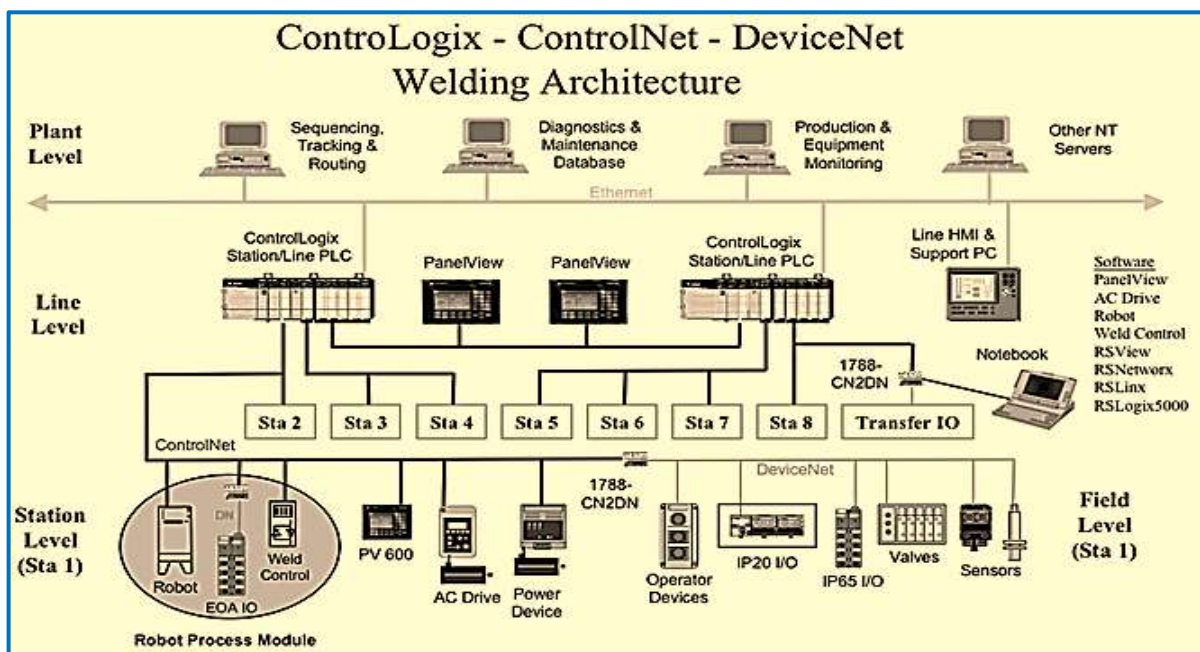 ControLogix - ControlNet - DeviceNet
Welding Architecture
Plant
Level
Sequencing,
Tracking &
Routing
Diagnostics &
Maintenance
Database
Production &
Equipment
Monitoring
Other NT
Servers
Ethernet
Line
Level
ControlLogix
Station/Line PLC
PanelView
PanelView
ControlLogix
Station/Line PLC
Line HMI &
Support PC
Software
PanelView
AC Drive
Robot
Weld Control
RSView
RSNetworx
RSLinx
RSLogix5000
1788-
CN2DN
Notebook
Sta 2
Sta 3
Sta 4
Sta 5
Sta 6
Sta 7
Sta 8
Transfer IO
ControlNet
1788-
CN2DN
DeviceNet
Station
Level
(Sta 1)
Robot
DN
EOA IO
Weld
Control
Robot Process Module
PV 600
AC Drive
Power
Device
Operator
Devices
IP20 I/O
IP65 I/O
Valves
Sensors
Field
Level
(Sta 1)